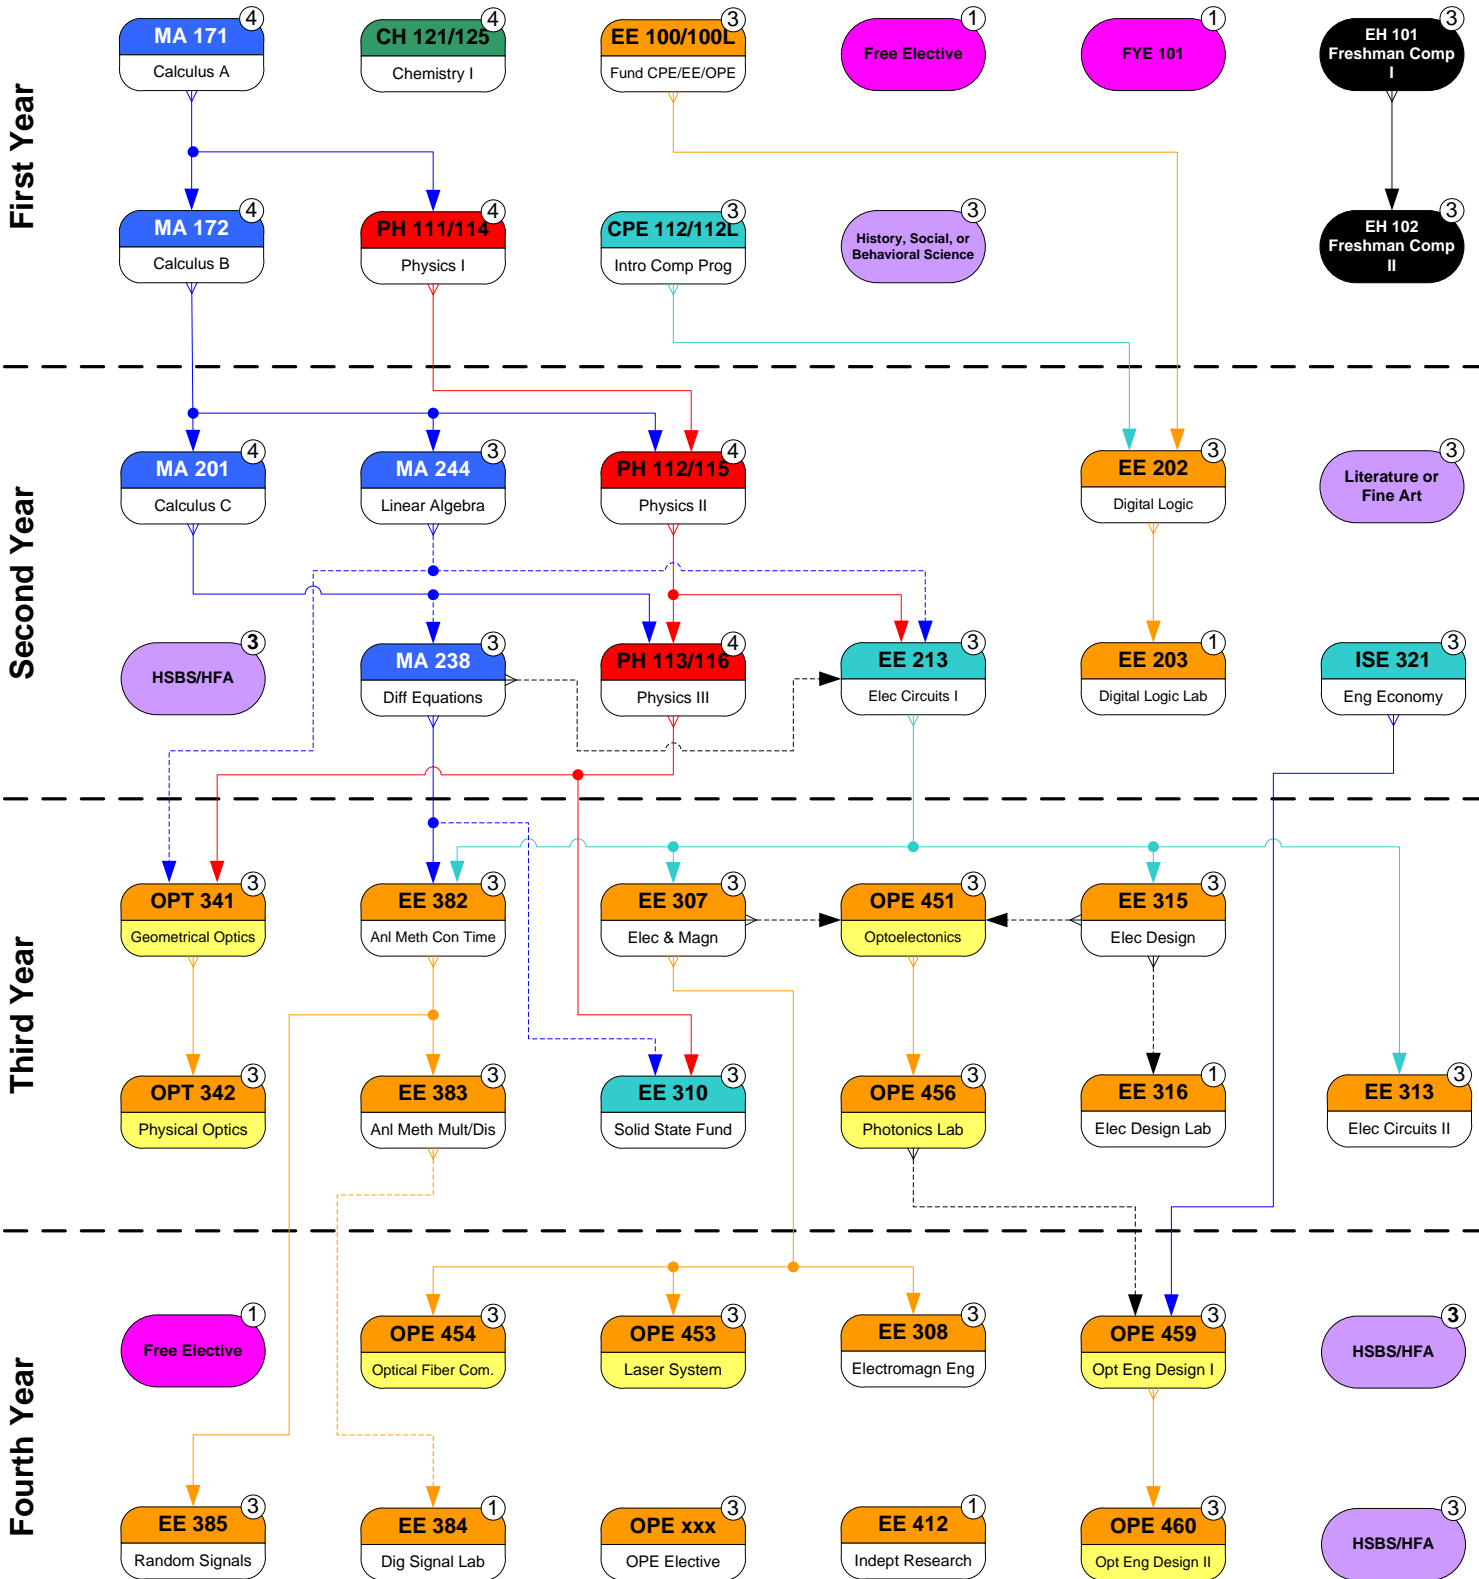 First Year
MA 171
4
Calculus A
CH 121/125
4
Chemistry I
EE 100/100L
3
Fund CPE/EE/OPE
Free Elective
1
FYE 101
1
EH 101
Freshman Comp
I
3
MA 172
4
Calculus B
PH 111/114
4
Physics I
CPE 112/112L
3
Intro Comp Prog
History, Social, or
Behavioral Science
3
EH 102
Freshman Comp
II
3
Second Year
MA 201
4
Calculus C
MA 244
3
Linear Algebra
PH 112/115
4
Physics II
EE 202
3
Digital Logic
Literature or
Fine Art
3
HSBS/HFA
3
MA 238
3
Diff Equations
PH 113/116
4
Physics III
EE 213
3
Elec Circuits I
EE 203
1
Digital Logic Lab
ISE 321
3
Eng Economy
Third Year
OPT 341
3
Geometrical Optics
EE 382
3
Anl Meth Con Time
EE 307
3
Elec & Magn
OPE 451
3
Optoelectonics
EE 315
3
Elec Design
OPT 342
3
Physical Optics
EE 383
3
Anl Meth Mult/Dis
EE 310
3
Solid State Fund
OPE 456
3
Photonics Lab
EE 316
1
Elec Design Lab
EE 313
3
Elec Circuits II
Fourth Year
Free Elective
1
OPE 454
3
Optical Fiber Com.
OPE 453
3
Laser System
EE 308
3
Electromagn Eng
OPE 459
3
Opt Eng Design I
HSBS/HFA
3
EE 385
3
Random Signals
EE 384
1
Dig Signal Lab
OPE xxx
3
OPE Elective
EE 412
1
Indept Research
OPE 460
3
Opt Eng Design II
HSBS/HFA
3